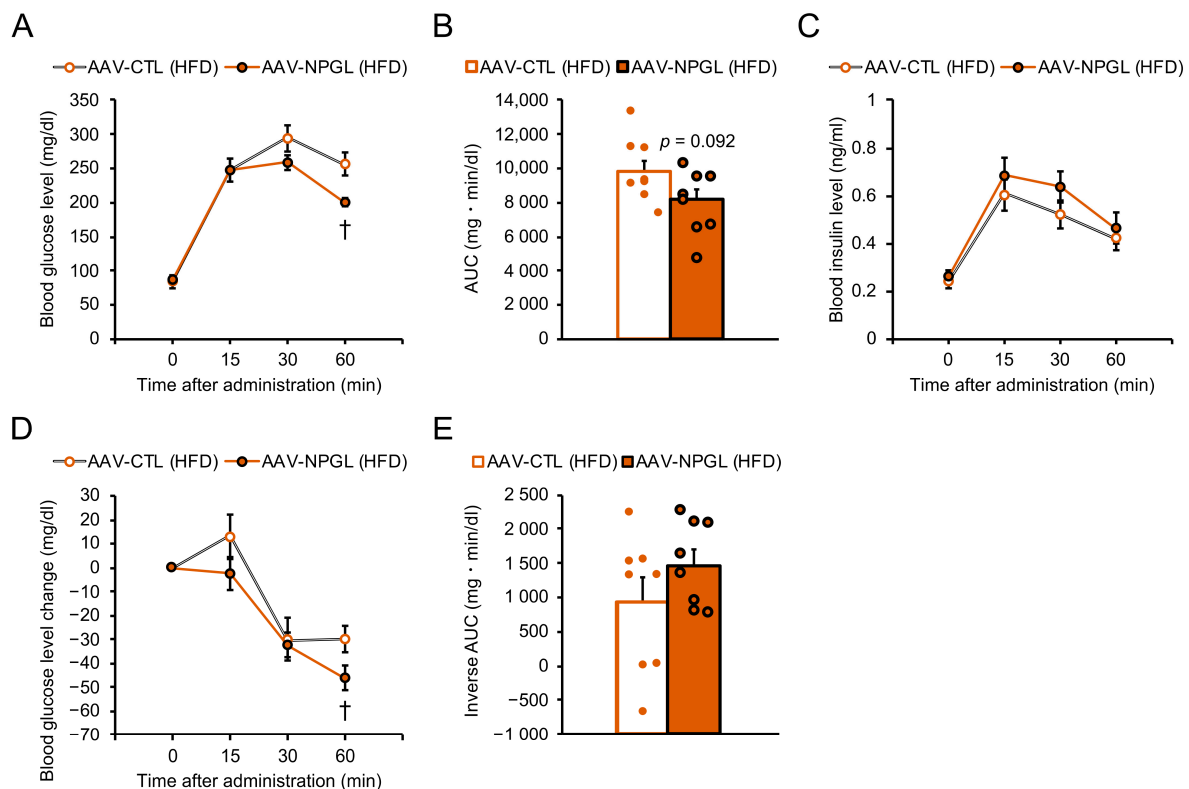 A
AAV-CTL (HFD) AAV-NPGL (HFD)
Blood glucose level (mg/dl)
350
300
250
200
150
100
50
0
†
0 15 30 60
Time after administration (min)
B
AAV-CTL (HFD) AAV-NPGL (HFD)
AUC (mg・min/dl)
14,000
12,000
10,000
8 000
6 000
4 000
2 000
0
p = 0.092
C
AAV-CTL (HFD) AAV-NPGL (HFD)
Blood insulin level (ng/ml)
1
0.8
0.6
0.4
0.2
0
0 15 30 60
Time after administration (min)
D
AAV-CTL (HFD) AAV-NPGL (HFD)
Blood glucose level change (mg/dl)
30
20
10
0
−10
−20
−30
−40
−50
−60
−70
†
0 15 30 60
Time after administration (min)
E
AAV-CTL (HFD) AAV-NPGL (HFD)
Inverse AUC (mg・min/dl)
2 500
2 000
1 500
1 000
500
0
−500
−1 000